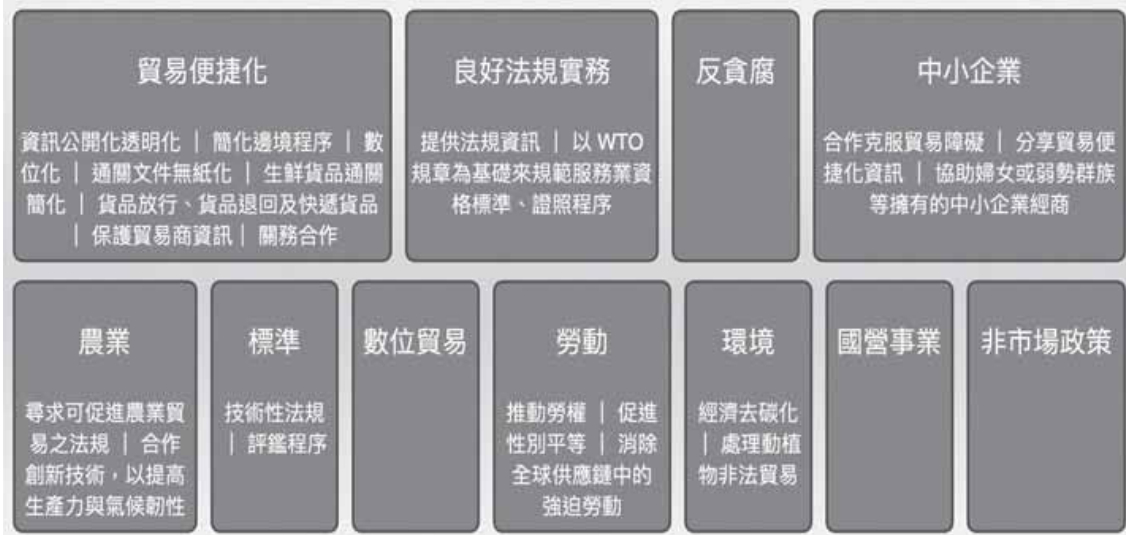 貿易便捷化
資訊公開化透明化 | 簡化邊境程序 | 數
位化 | 通關文件無紙化 | 生鮮貨品通關
簡化 | 貨品放行、貨品退回及快遞貨品
| 保護貿易商資訊 | 關務合作
良好法規實務
提供法規資訊 | 以 WTO
規章為基礎來規範服務業資
格標準、證照程序
反貪腐
中小企業
合作克服貿易障礙 | 分享貿易便
捷化資訊 | 協助婦女或弱勢群族
等擁有的中小企業經商
農業
尋求可促進農業貿
易之法規 | 合作
創新技術，以提高
生產力與氣候韌性
標準
技術性法規
| 評鑑程序
數位貿易
勞動
推動勞權 | 促進
性別平等 | 消除
全球供應鏈中的
強迫勞動
環境
經濟去碳化
| 處理動植
物非法貿易
國營事業
非市場政策